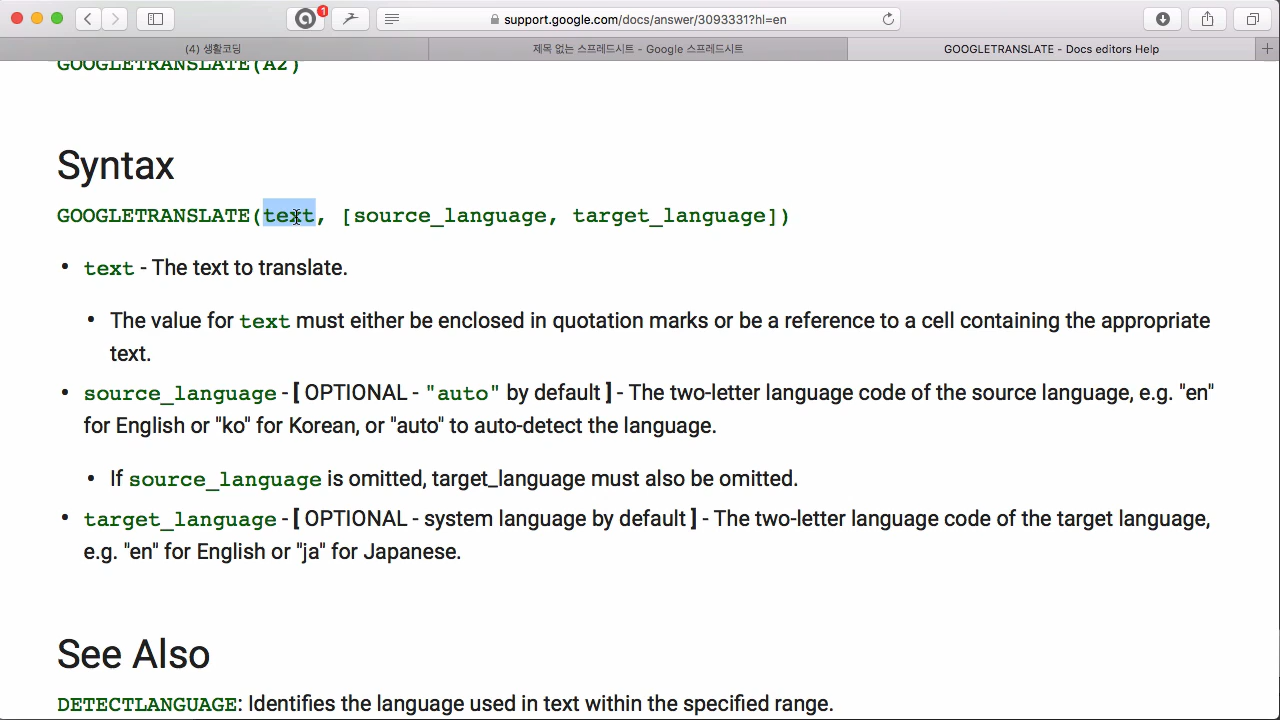 1
support.google.com/docs/answer/3093331?hl=en
(4) 생활코딩
제목 없는 스프레드시트 - Google 스프레드시트
GOOGLETRANSLATE - Docs editors Help
GOOGLETRANSLATE(A2)
Syntax
GOOGLETRANSLATE(text, [source_language, target_language])
• text - The text to translate.
• The value for text must either be enclosed in quotation marks or be a reference to a cell containing the appropriate
text.
• source_language - [ OPTIONAL - "auto" by default ] - The two-letter language code of the source language, e.g. "en"
for English or "ko" for Korean, or "auto" to auto-detect the language.
• If source_language is omitted, target_language must also be omitted.
• target_language - [ OPTIONAL - system language by default ] - The two-letter language code of the target language,
e.g. "en" for English or "ja" for Japanese.
See Also
DETECTLANGUAGE: Identifies the language used in text within the specified range.